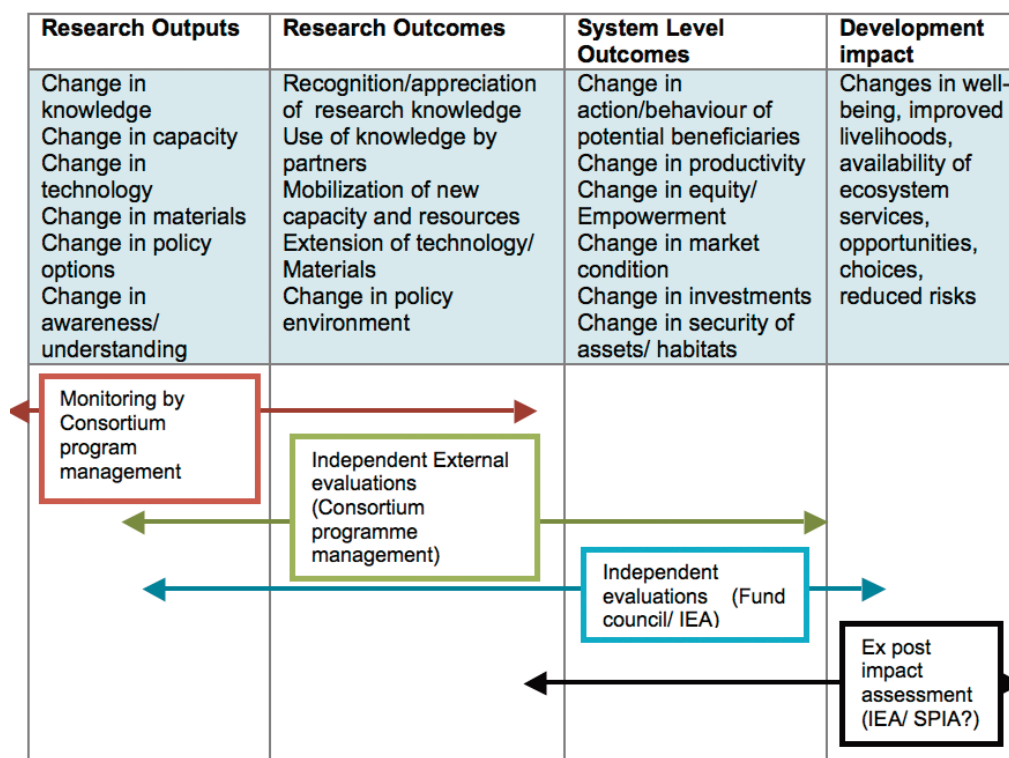 Research Outputs
Research Outcomes
System Level
Outcomes
Development
impact
Change in
knowledge
Change in capacity
Change in
technology
Change in materials
Change in policy
options
Change in
awareness/
understanding
Recognition/appreciation
of research knowledge
Use of knowledge by
partners
Mobilization of new
capacity and resources
Extension of technology/
Materials
Change in policy
environment
Change in
action/behaviour of
potential beneficiaries
Change in productivity
Change in equity/
Empowerment
Change in market
condition
Change in investments
Change in security of
assets/ habitats
Changes in well-
being, improved
livelihoods,
availability of
ecosystem
services,
opportunities,
choices,
reduced risks
Monitoring by
Consortium
program
management
Independent External
evaluations
(Consortium
programme
management)
Independent
evaluations (Fund
council/ IEA)
Ex post
impact
assessment
(IEA/ SPIA?)